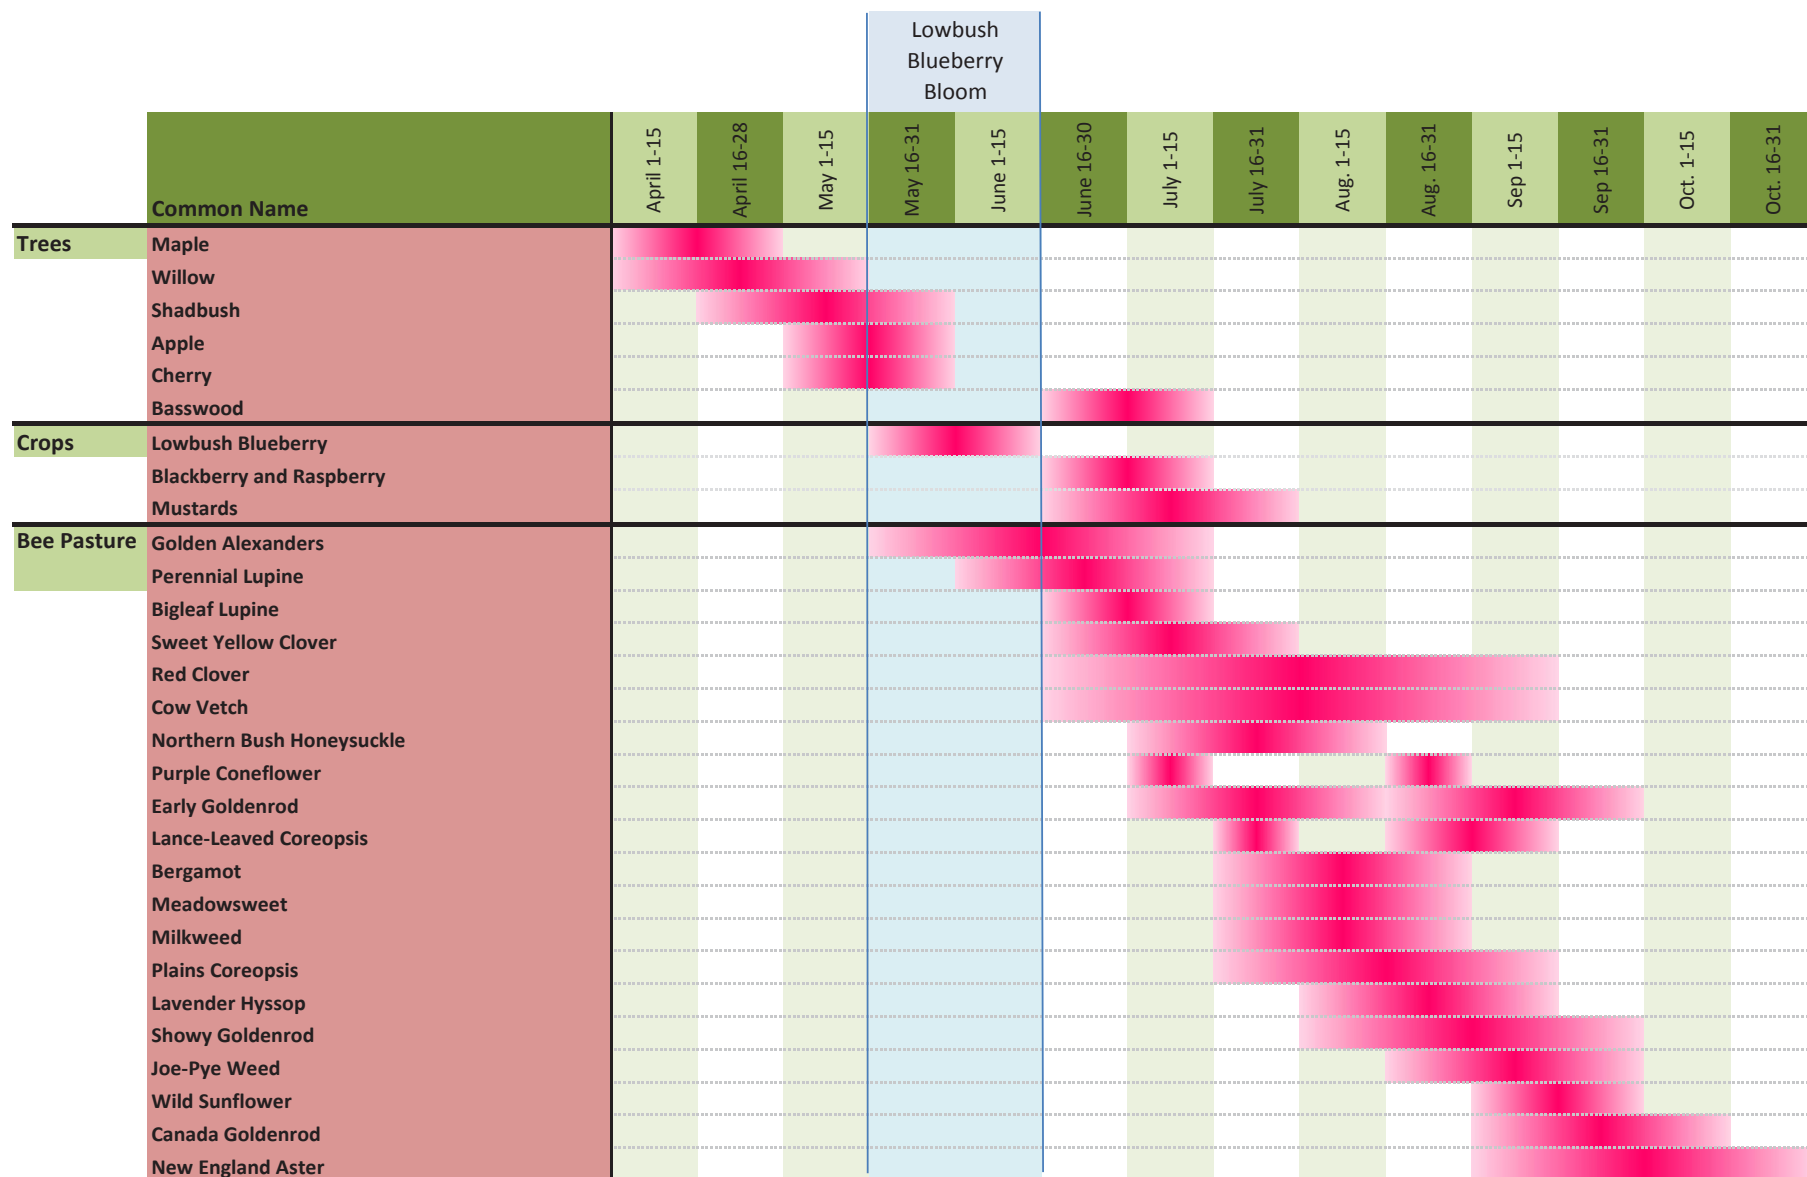 Lowbush
Blueberry
Bloom
Common Name
April 1-15
April 16-28
May 1-15
May 16-31
June 1-15
June 16-30
July 1-15
July 16-31
Aug. 1-15
Aug. 16-31
Sep 1-15
Sep 16-31
Oct. 1-15
Oct. 16-31
Trees
Maple
Willow
Shadbush
Apple
Cherry
Basswood
Crops
Lowbush Blueberry
Blackberry and Raspberry
Mustards
Bee Pasture
Golden Alexanders
Perennial Lupine
Bigleaf Lupine
Sweet Yellow Clover
Red Clover
Cow Vetch
Northern Bush Honeysuckle
Purple Coneflower
Early Goldenrod
Lance-Leaved Coreopsis
Bergamot
Meadowsweet
Milkweed
Plains Coreopsis
Lavender Hyssop
Showy Goldenrod
Joe-Pye Weed
Wild Sunflower
Canada Goldenrod
New England Aster